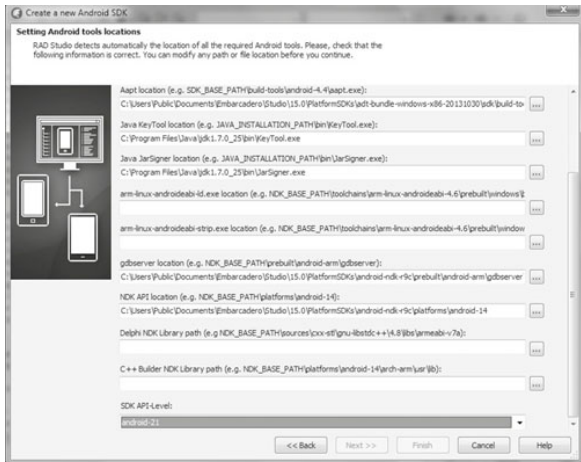 Create a new Android SDK
Setting Android tools locations
RAD Studio detects automatically the location of all the required Android tools. Please, check that the
following information is correct. You can modify any path or file location before you continue.
Aapt location (e.g. SDK_BASE_PATH\build-tools\android-4.4\aapt.exe):
C:\Users\Public\Documents\Embarcadero\Studio\15.0\PlatformSDKs\adt-bundle-windows-x86-20131030\sdk\build-to
...
Java KeyTool location (e.g. JAVA_INSTALLATION_PATH\bin\KeyTool.exe):
C:\Program Files\Java\jdk1.7.0_25\bin\KeyTool.exe
...
Java JarSigner location (e.g. JAVA_INSTALLATION_PATH\bin\JarSigner.exe):
C:\Program Files\Java\jdk1.7.0_25\bin\JarSigner.exe
...
arm-linux-androideabi-ld.exe location (e.g. NDK_BASE_PATH\toolchains\arm-linux-androideabi-4.6\prebuilt\windows\
...
arm-linux-androideabi-strip.exe location (e.g. NDK_BASE_PATH\toolchains\arm-linux-androideabi-4.6\prebuilt\window
...
gdbserver location (e.g. NDK_BASE_PATH\prebuilt\android-arm\gdbserver):
C:\Users\Public\Documents\Embarcadero\Studio\15.0\PlatformSDKs\android-ndk-r9c\prebuilt\android-arm\gdbserver
...
NDK API location (e.g. NDK_BASE_PATH\platforms\android-14):
C:\Users\Public\Documents\Embarcadero\Studio\15.0\PlatformSDKs\android-ndk-r9c\platforms\android-14
...
Delphi NDK Library path (e.g NDK_BASE_PATH\sources\cxx-stl\gnu-libstdc++\4.8\libs\armeabi-v7a):
...
C++ Builder NDK Library path (e.g. NDK_BASE_PATH\platforms\android-14\arch-arm\usr\lib):
...
SDK API-Level:
android-21
<< Back
Next >>
Finish
Cancel
Help